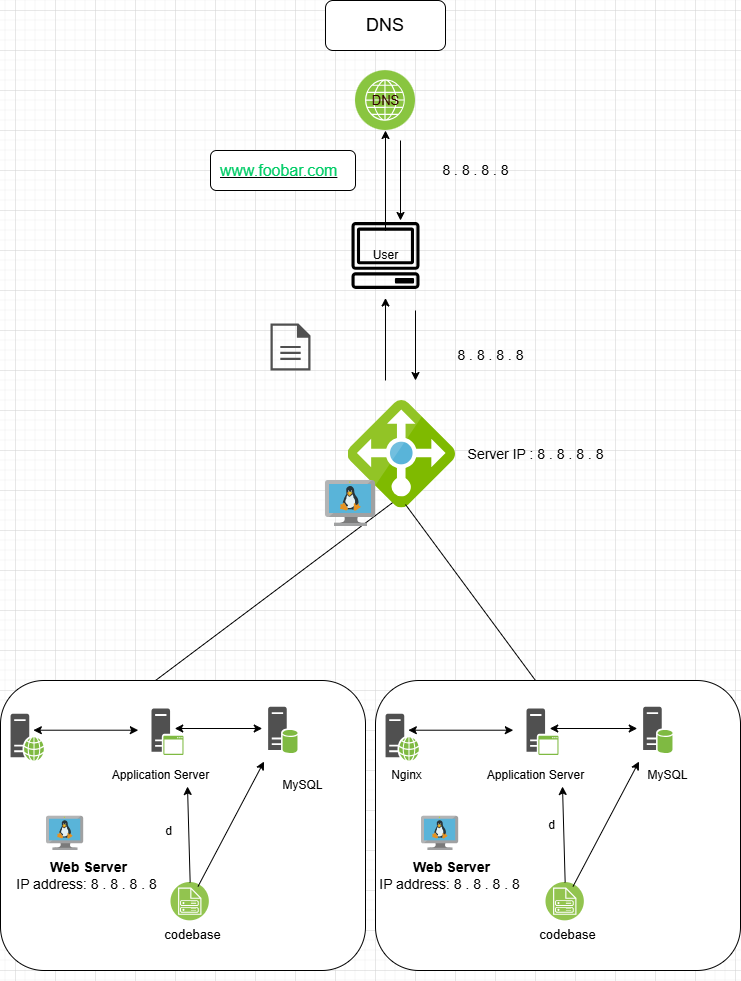 DNS
DNS
www.foobar.com
8 . 8 . 8 . 8
User
8 . 8 . 8 . 8
Server IP : 8 . 8 . 8 . 8
Application Server
MySQL
d
Web Server
IP address: 8 . 8 . 8 . 8
codebase
Nginx
Application Server
MySQL
d
Web Server
IP address: 8 . 8 . 8 . 8
codebase